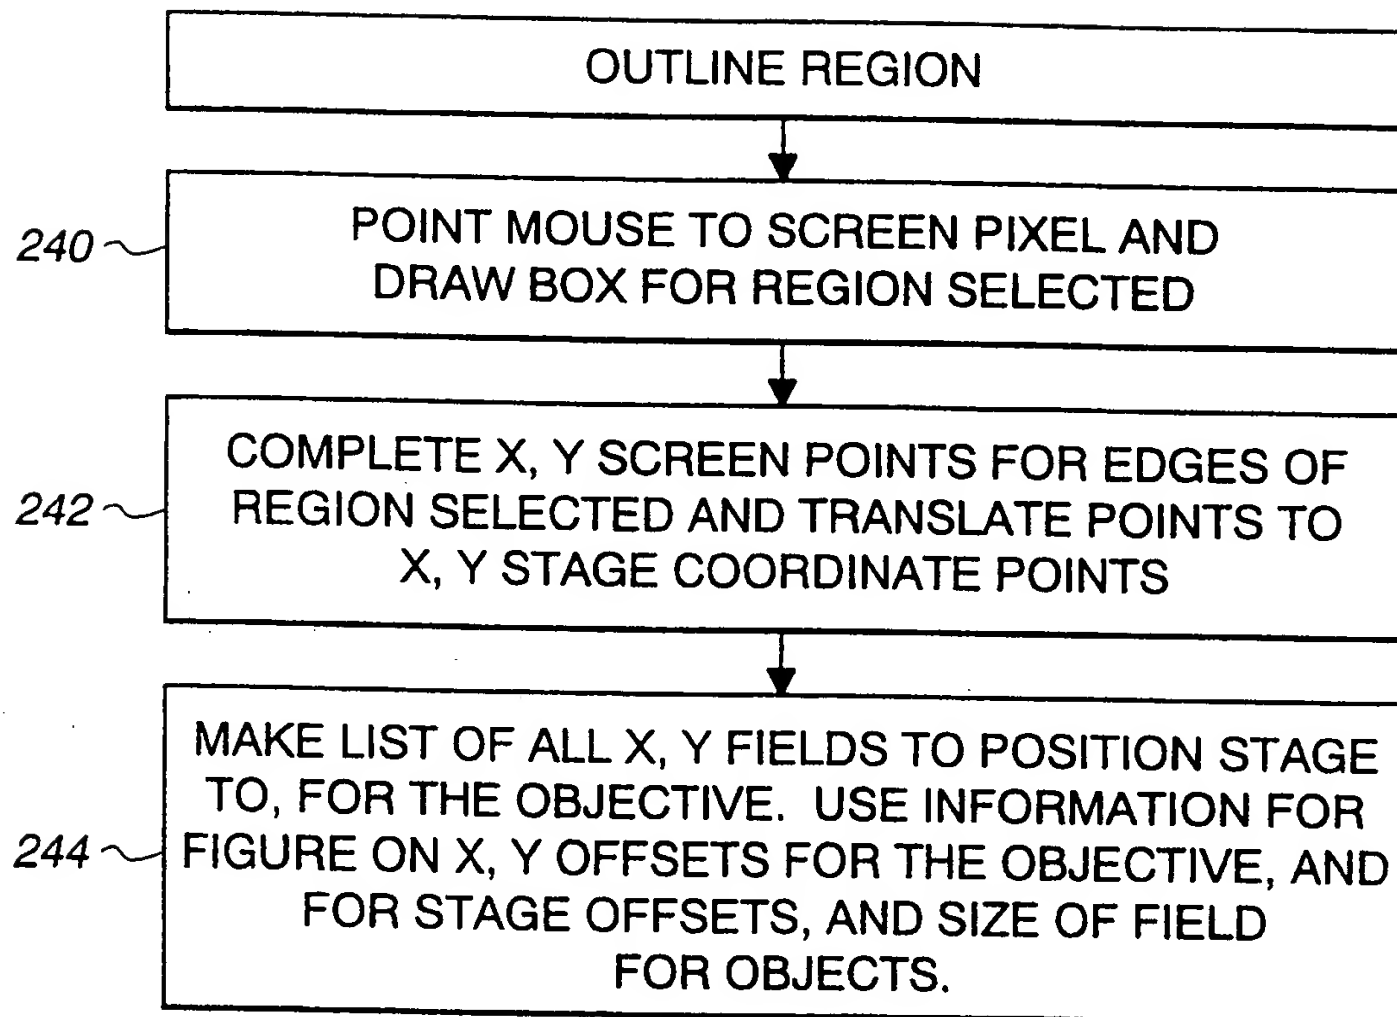 OUTLINE REGION
240
POINT MOUSE TO SCREEN PIXEL AND
DRAW BOX FOR REGION SELECTED
242
COMPLETE X, Y SCREEN POINTS FOR EDGES OF
REGION SELECTED AND TRANSLATE POINTS TO
X, Y STAGE COORDINATE POINTS
244
MAKE LIST OF ALL X, Y FIELDS TO POSITION STAGE
TO, FOR THE OBJECTIVE. USE INFORMATION FOR
FIGURE ON X, Y OFFSETS FOR THE OBJECTIVE, AND
FOR STAGE OFFSETS, AND SIZE OF FIELD
FOR OBJECTS.